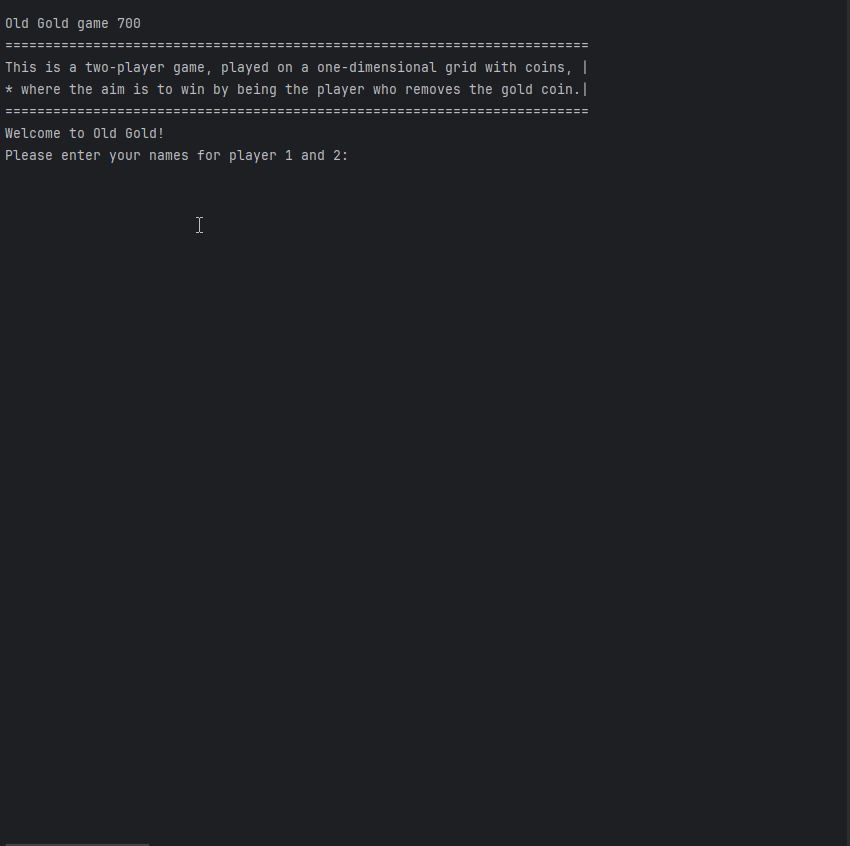 Old Gold game 700
=========================================================================
This is a two-player game, played on a one-dimensional grid with coins, |
* where the aim is to win by being the player who removes the gold coin.|
=========================================================================
Welcome to Old Gold!
Please enter your names for player 1 and 2: